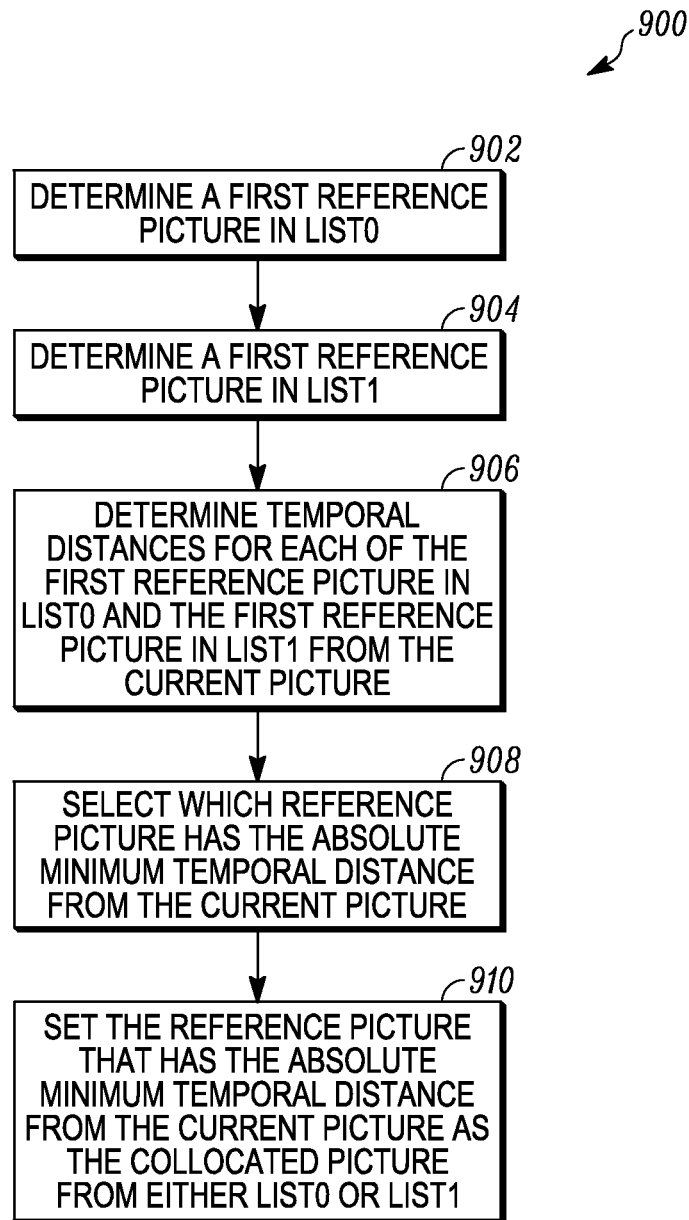 900
902
DETERMINE A FIRST REFERENCE
PICTURE IN LIST0
904
DETERMINE A FIRST REFERENCE
PICTURE IN LIST1
906
DETERMINE TEMPORAL
DISTANCES FOR EACH OF THE
FIRST REFERENCE PICTURE IN
LIST0 AND THE FIRST REFERENCE
PICTURE IN LIST1 FROM THE
CURRENT PICTURE
908
SELECT WHICH REFERENCE
PICTURE HAS THE ABSOLUTE
MINIMUM TEMPORAL DISTANCE
FROM THE CURRENT PICTURE
910
SET THE REFERENCE PICTURE
THAT HAS THE ABSOLUTE
MINIMUM TEMPORAL DISTANCE
FROM THE CURRENT PICTURE AS
THE COLLOCATED PICTURE
FROM EITHER LIST0 OR LIST1